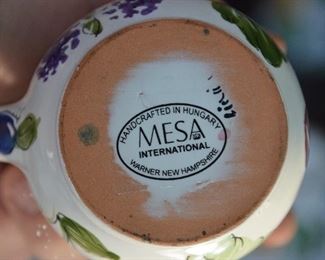 HANDCRAFTED IN HUNGARY
MESA
INTERNATIONAL
WARNER NEW HAMPSHIRE